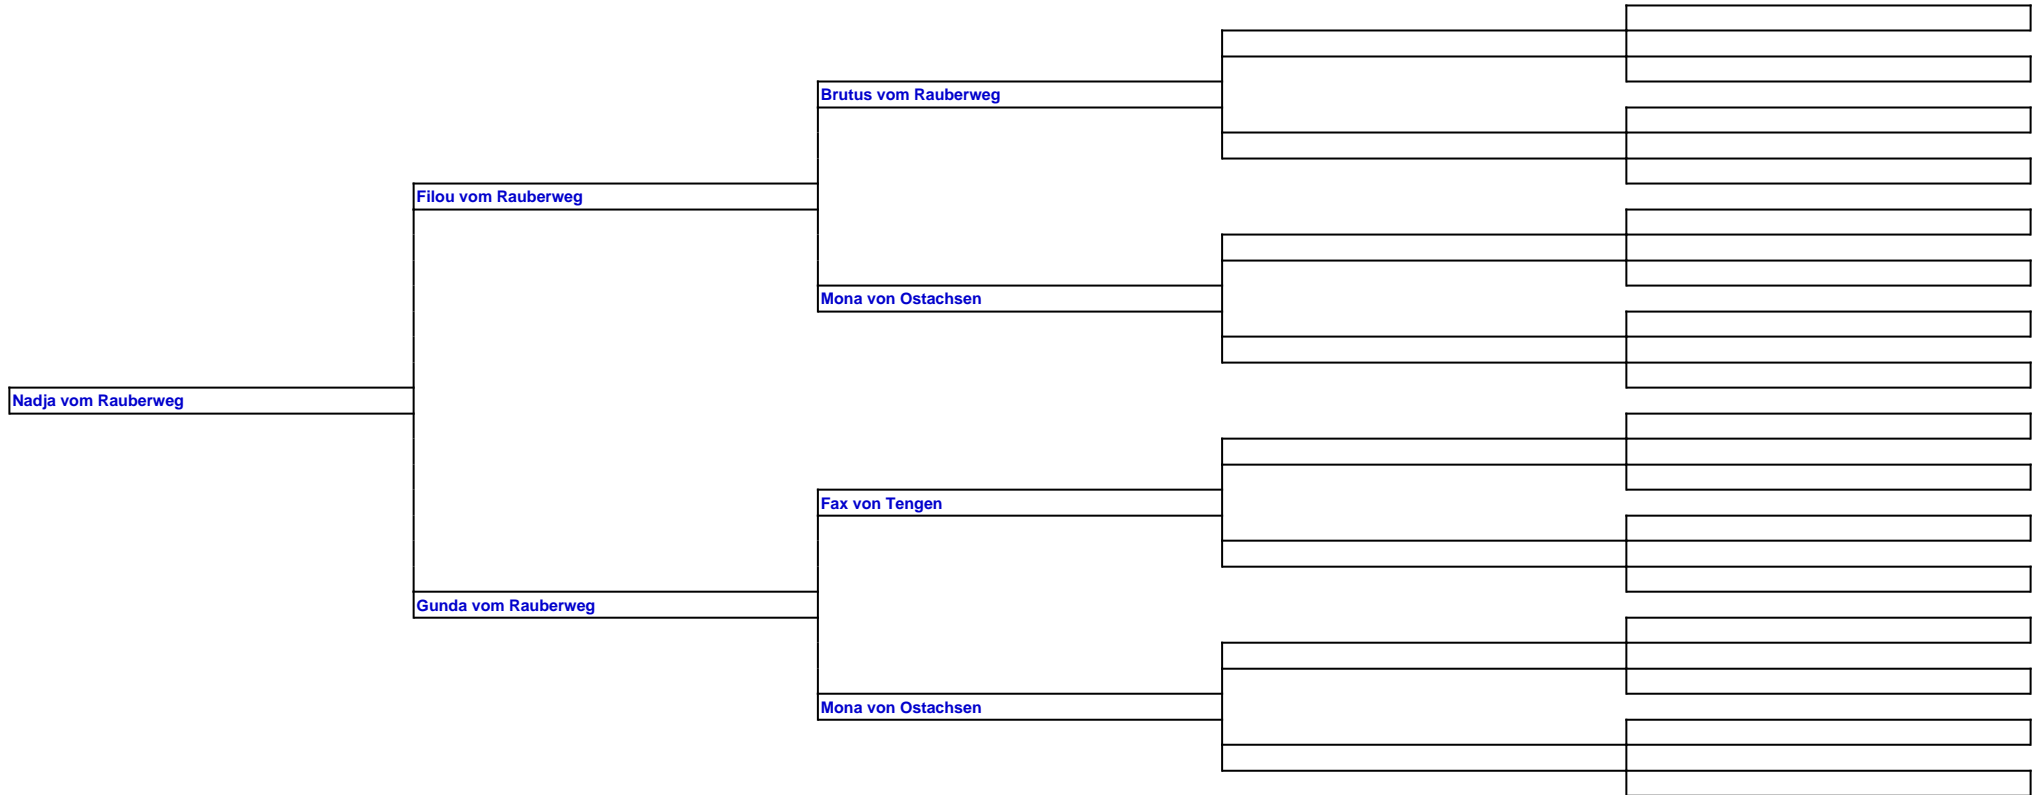 Brutus vom Rauberweg
Filou vom Rauberweg
Mona von Ostachsen
Nadja vom Rauberweg
Fax von Tengen
Gunda vom Rauberweg
Mona von Ostachsen